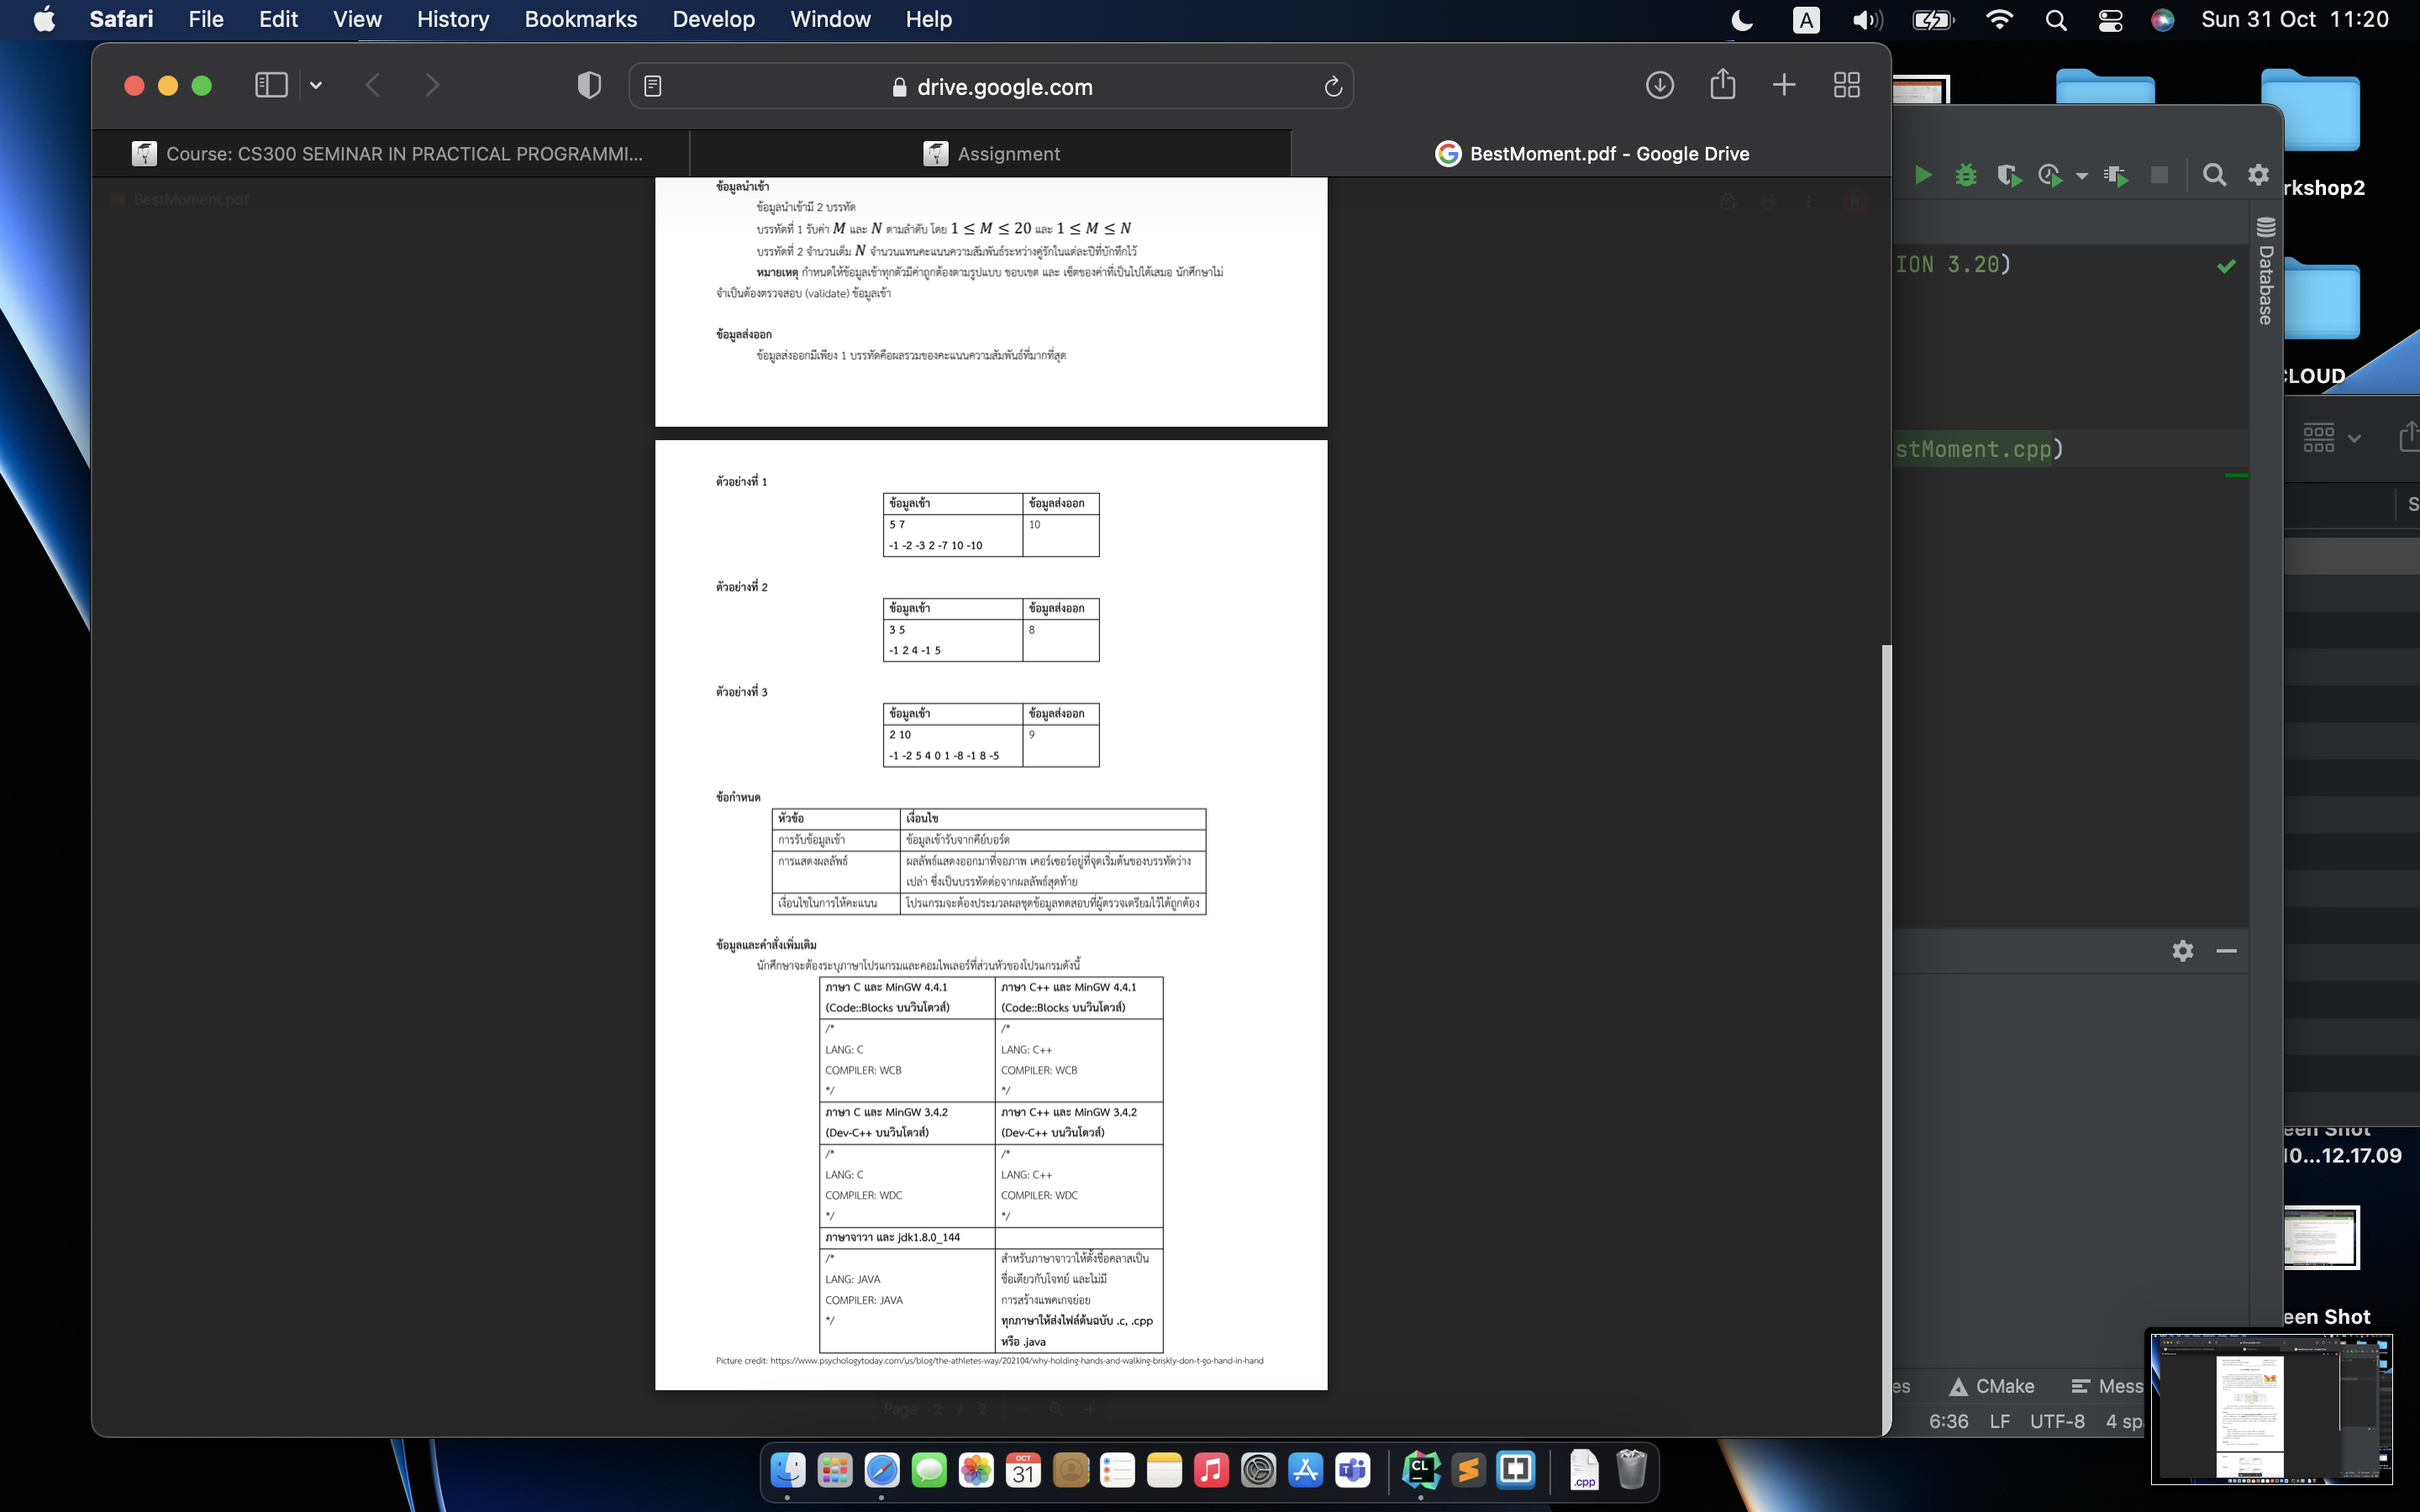 Safari File Edit View History Bookmarks Develop Window Help A Sun 31 Oct 11:20
drive.google.com
Course: CS300 SEMINAR IN PRACTICAL PROGRAMMI...
Assignment
BestMoment.pdf - Google Drive
BestMoment.pdf
ข้อมูลนำเข้า
ข้อมูลนำเข้ามี 2 บรรทัด
บรรทัดที่ 1 รับค่า M และ N ตามลำดับ โดย 1 ≤ M ≤ 20 และ 1 ≤ M ≤ N
บรรทัดที่ 2 จำนวนเต็ม N จำนวนแทนคะแนนความสัมพันธ์ระหว่างคู่รักในแต่ละปีที่บักทึกไว้
หมายเหตุ กำหนดให้ข้อมูลเข้าทุกตัวมีค่าถูกต้องตามรูปแบบ ขอบเขต และ เซ็ตของค่าที่เป็นไปได้เสมอ นักศึกษาไม่
จำเป็นต้องตรวจสอบ (validate) ข้อมูลเข้า
ข้อมูลส่งออก
ข้อมูลส่งออกมีเพียง 1 บรรทัดคือผลรวมของคะแนนความสัมพันธ์ที่มากที่สุด
ตัวอย่างที่ 1
ข้อมูลเข้า ข้อมูลส่งออก
5 7 10
-1 -2 -3 2 -7 10 -10
ตัวอย่างที่ 2
ข้อมูลเข้า ข้อมูลส่งออก
3 5 8
-1 2 4 -1 5
ตัวอย่างที่ 3
ข้อมูลเข้า ข้อมูลส่งออก
2 10 9
-1 -2 5 4 0 1 -8 -1 8 -5
ข้อกำหนด
หัวข้อ เงื่อนไข
การรับข้อมูลเข้า ข้อมูลเข้ารับจากคีย์บอร์ด
การแสดงผลลัพธ์ ผลลัพธ์แสดงออกมาที่จอภาพ เคอร์เซอร์อยู่ที่จุดเริ่มต้นของบรรทัดว่าง
เปล่า ซึ่งเป็นบรรทัดต่อจากผลลัพธ์สุดท้าย
เงื่อนไขในการให้คะแนน โปรแกรมจะต้องประมวลผลชุดข้อมูลทดสอบที่ผู้ตรวจเตรียมไว้ได้ถูกต้อง
ข้อมูลและคำสั่งเพิ่มเติม
นักศึกษาจะต้องระบุภาษาโปรแกรมและคอมไพเลอร์ที่ส่วนหัวของโปรแกรมดังนี้
ภาษา C และ MinGW 4.4.1 ภาษา C++ และ MinGW 4.4.1
(Code::Blocks บนวินโดวส์) (Code::Blocks บนวินโดวส์)
/* /*
LANG: C LANG: C++
COMPILER: WCB COMPILER: WCB
*/ */
ภาษา C และ MinGW 3.4.2 ภาษา C++ และ MinGW 3.4.2
(Dev-C++ บนวินโดวส์) (Dev-C++ บนวินโดวส์)
/* /*
LANG: C LANG: C++
COMPILER: WDC COMPILER: WDC
*/ */
ภาษาจาวา และ jdk1.8.0_144
/* สำหรับภาษาจาวาให้ตั้งชื่อคลาสเป็น
LANG: JAVA ชื่อเดียวกับโจทย์ และไม่มี
COMPILER: JAVA การสร้างแพคเกจย่อย
*/ ทุกภาษาให้ส่งไฟล์ต้นฉบับ .c, .cpp
หรือ .java
Picture credit: https://www.psychologytoday.com/us/blog/the-athletes-way/202104/why-holding-hands-and-walking-briskly-don-t-go-hand-in-hand
Page 2 / 2
rkshop2
ION 3.20)
Database
CLOUD
stMoment.cpp)
S
een Shot
10...12.17.09
een Shot
es CMake Mess
6:36 LF UTF-8 4 sp
OCT
31
CL
.cpp